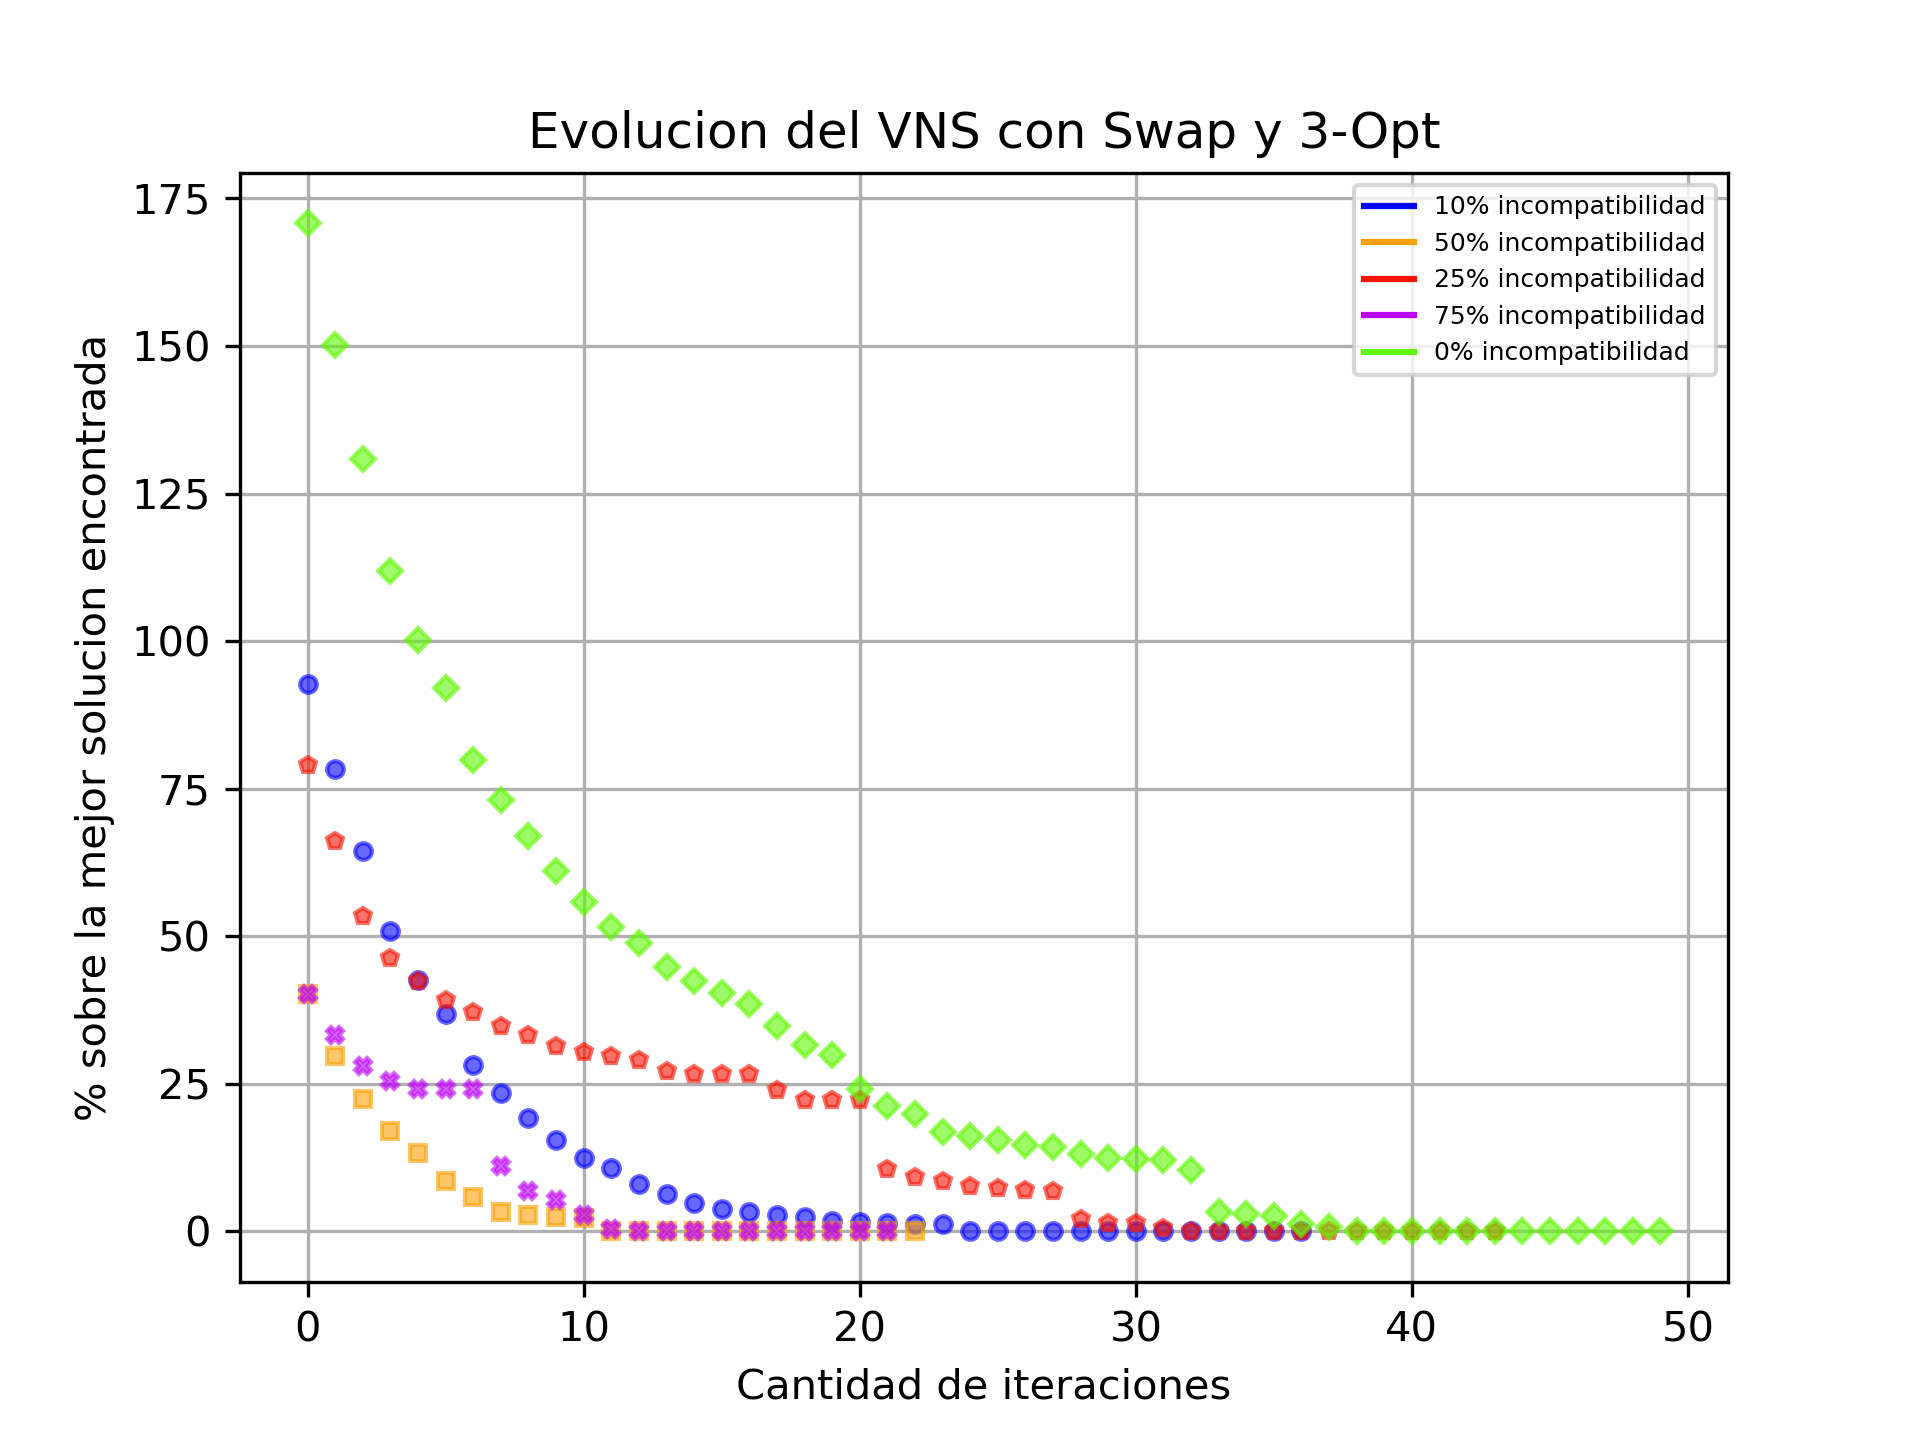 Evolucion del VNS con Swap y 3-Opt
175
150
125
100
75
50
25
0
% sobre la mejor solucion encontrada
10% incompatibilidad
50% incompatibilidad
25% incompatibilidad
75% incompatibilidad
0% incompatibilidad
0 10 20 30 40 50
Cantidad de iteraciones